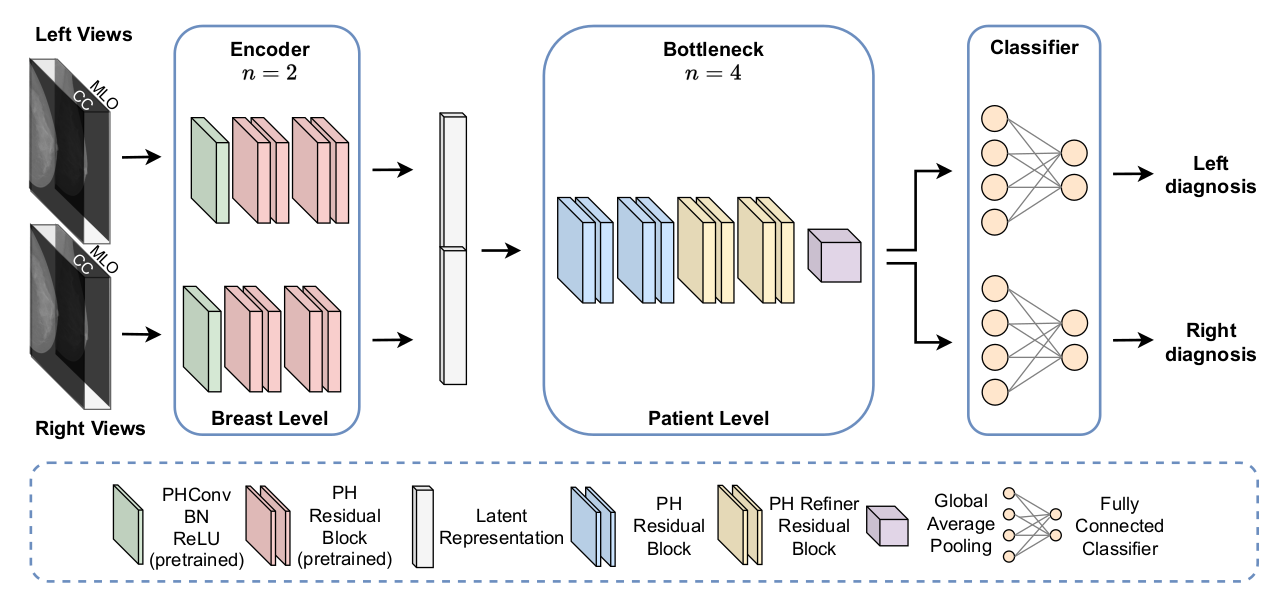 Left Views
CC
MLO
CC
MLO
Right Views
Encoder
n = 2
Breast Level
Bottleneck
n = 4
Patient Level
Classifier
Left
diagnosis
Right
diagnosis
PHConv
BN
ReLU
(pretrained)
PH
Residual
Block
(pretrained)
Latent
Representation
PH
Residual
Block
PH Refiner
Residual
Block
Global
Average
Pooling
Fully
Connected
Classifier